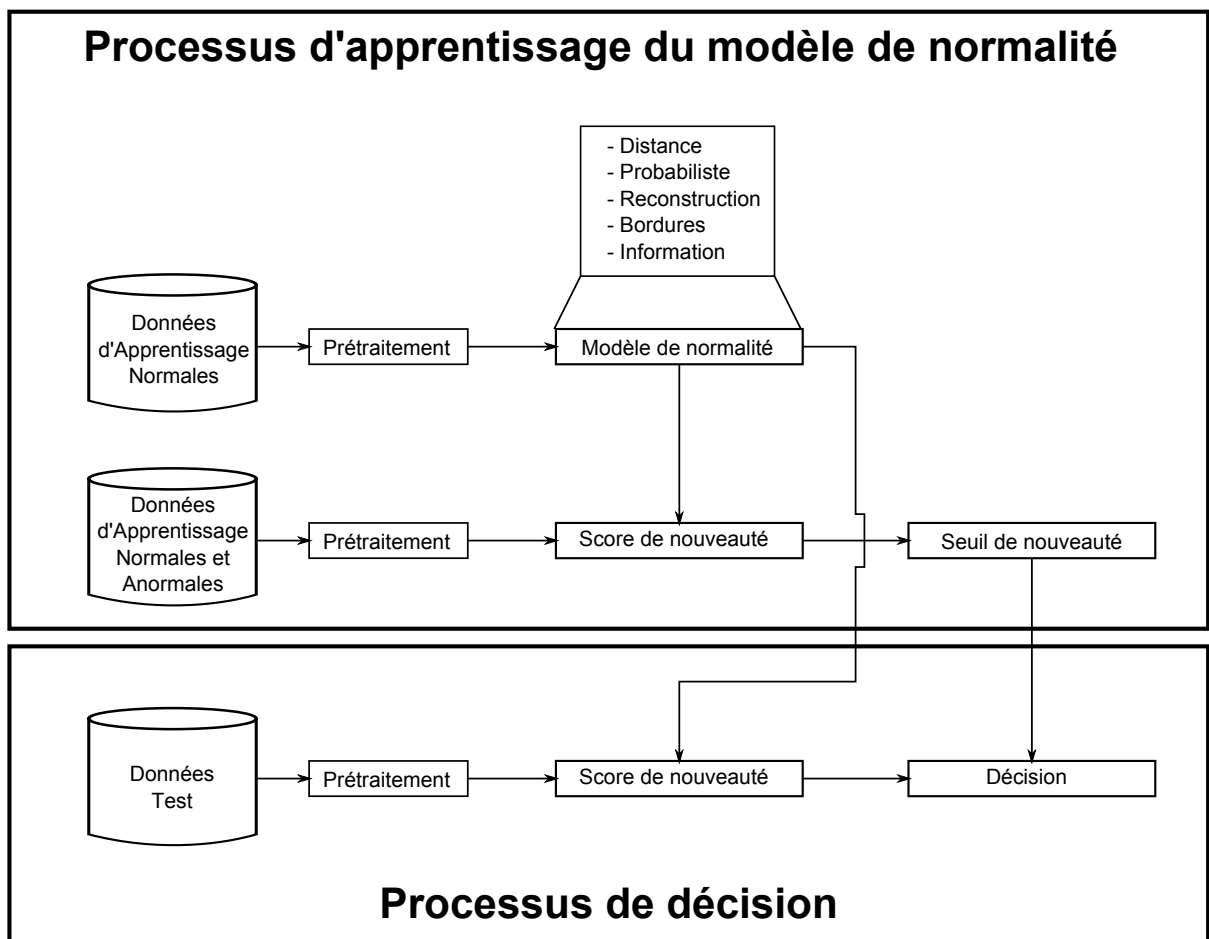 Processus d'apprentissage du modèle de normalité
- Distance
- Probabiliste
- Reconstruction
- Bordures
- Information
Données
d'Apprentissage
Normales
Prétraitement
Modèle de normalité
Données
d'Apprentissage
Normales et
Anormales
Prétraitement
Score de nouveauté
Seuil de nouveauté
Données
Test
Prétraitement
Score de nouveauté
Décision
Processus de décision